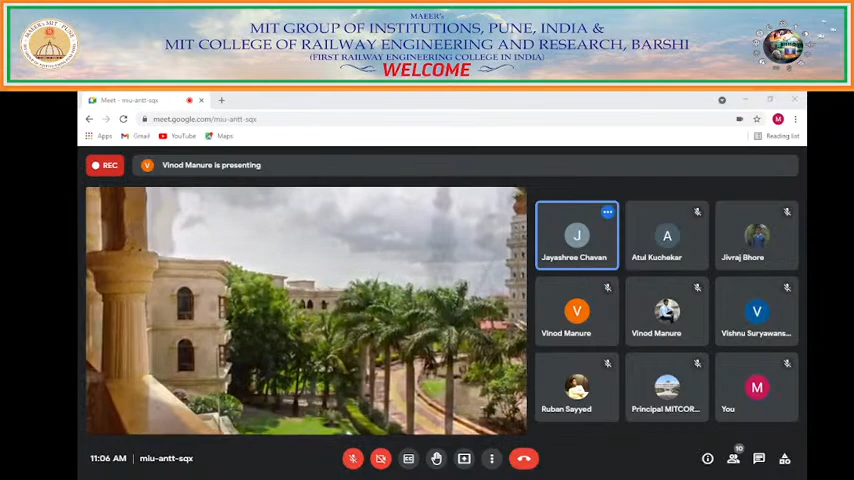 MAEER's
MIT GROUP OF INSTITUTIONS, PUNE, INDIA &
MIT COLLEGE OF RAILWAY ENGINEERING AND RESEARCH, BARSHI
(FIRST RAILWAY ENGINEERING COLLEGE IN INDIA)
WELCOME
Meet - miu-antt-sqx
meet.google.com/miu-antt-sqx
M
Apps Gmail YouTube Maps Reading list
REC V Vinod Manure is presenting
J A
Jayashree Chavan Atul Kuchekar Jivraj Bhore
V V
Vinod Manure Vinod Manure Vishnu Suryawans...
M
Ruban Sayyed Principal MITCOR... You
11:06 AM miu-antt-sqx 10